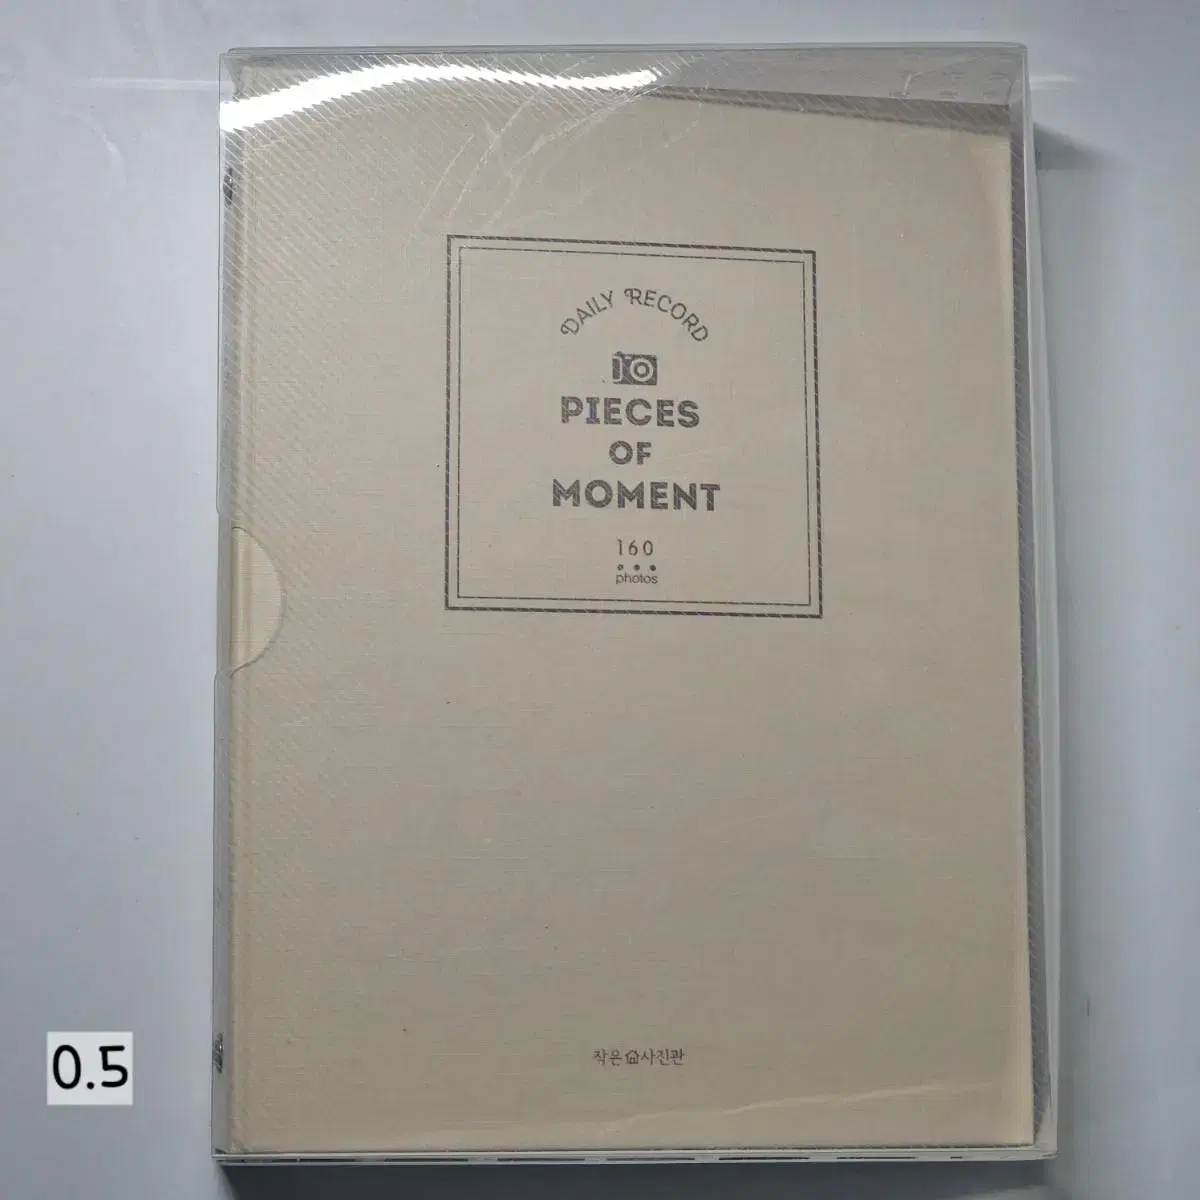 DAILY RECORD
PIECES
OF
MOMENT
160
photos
작은사진관
0.5